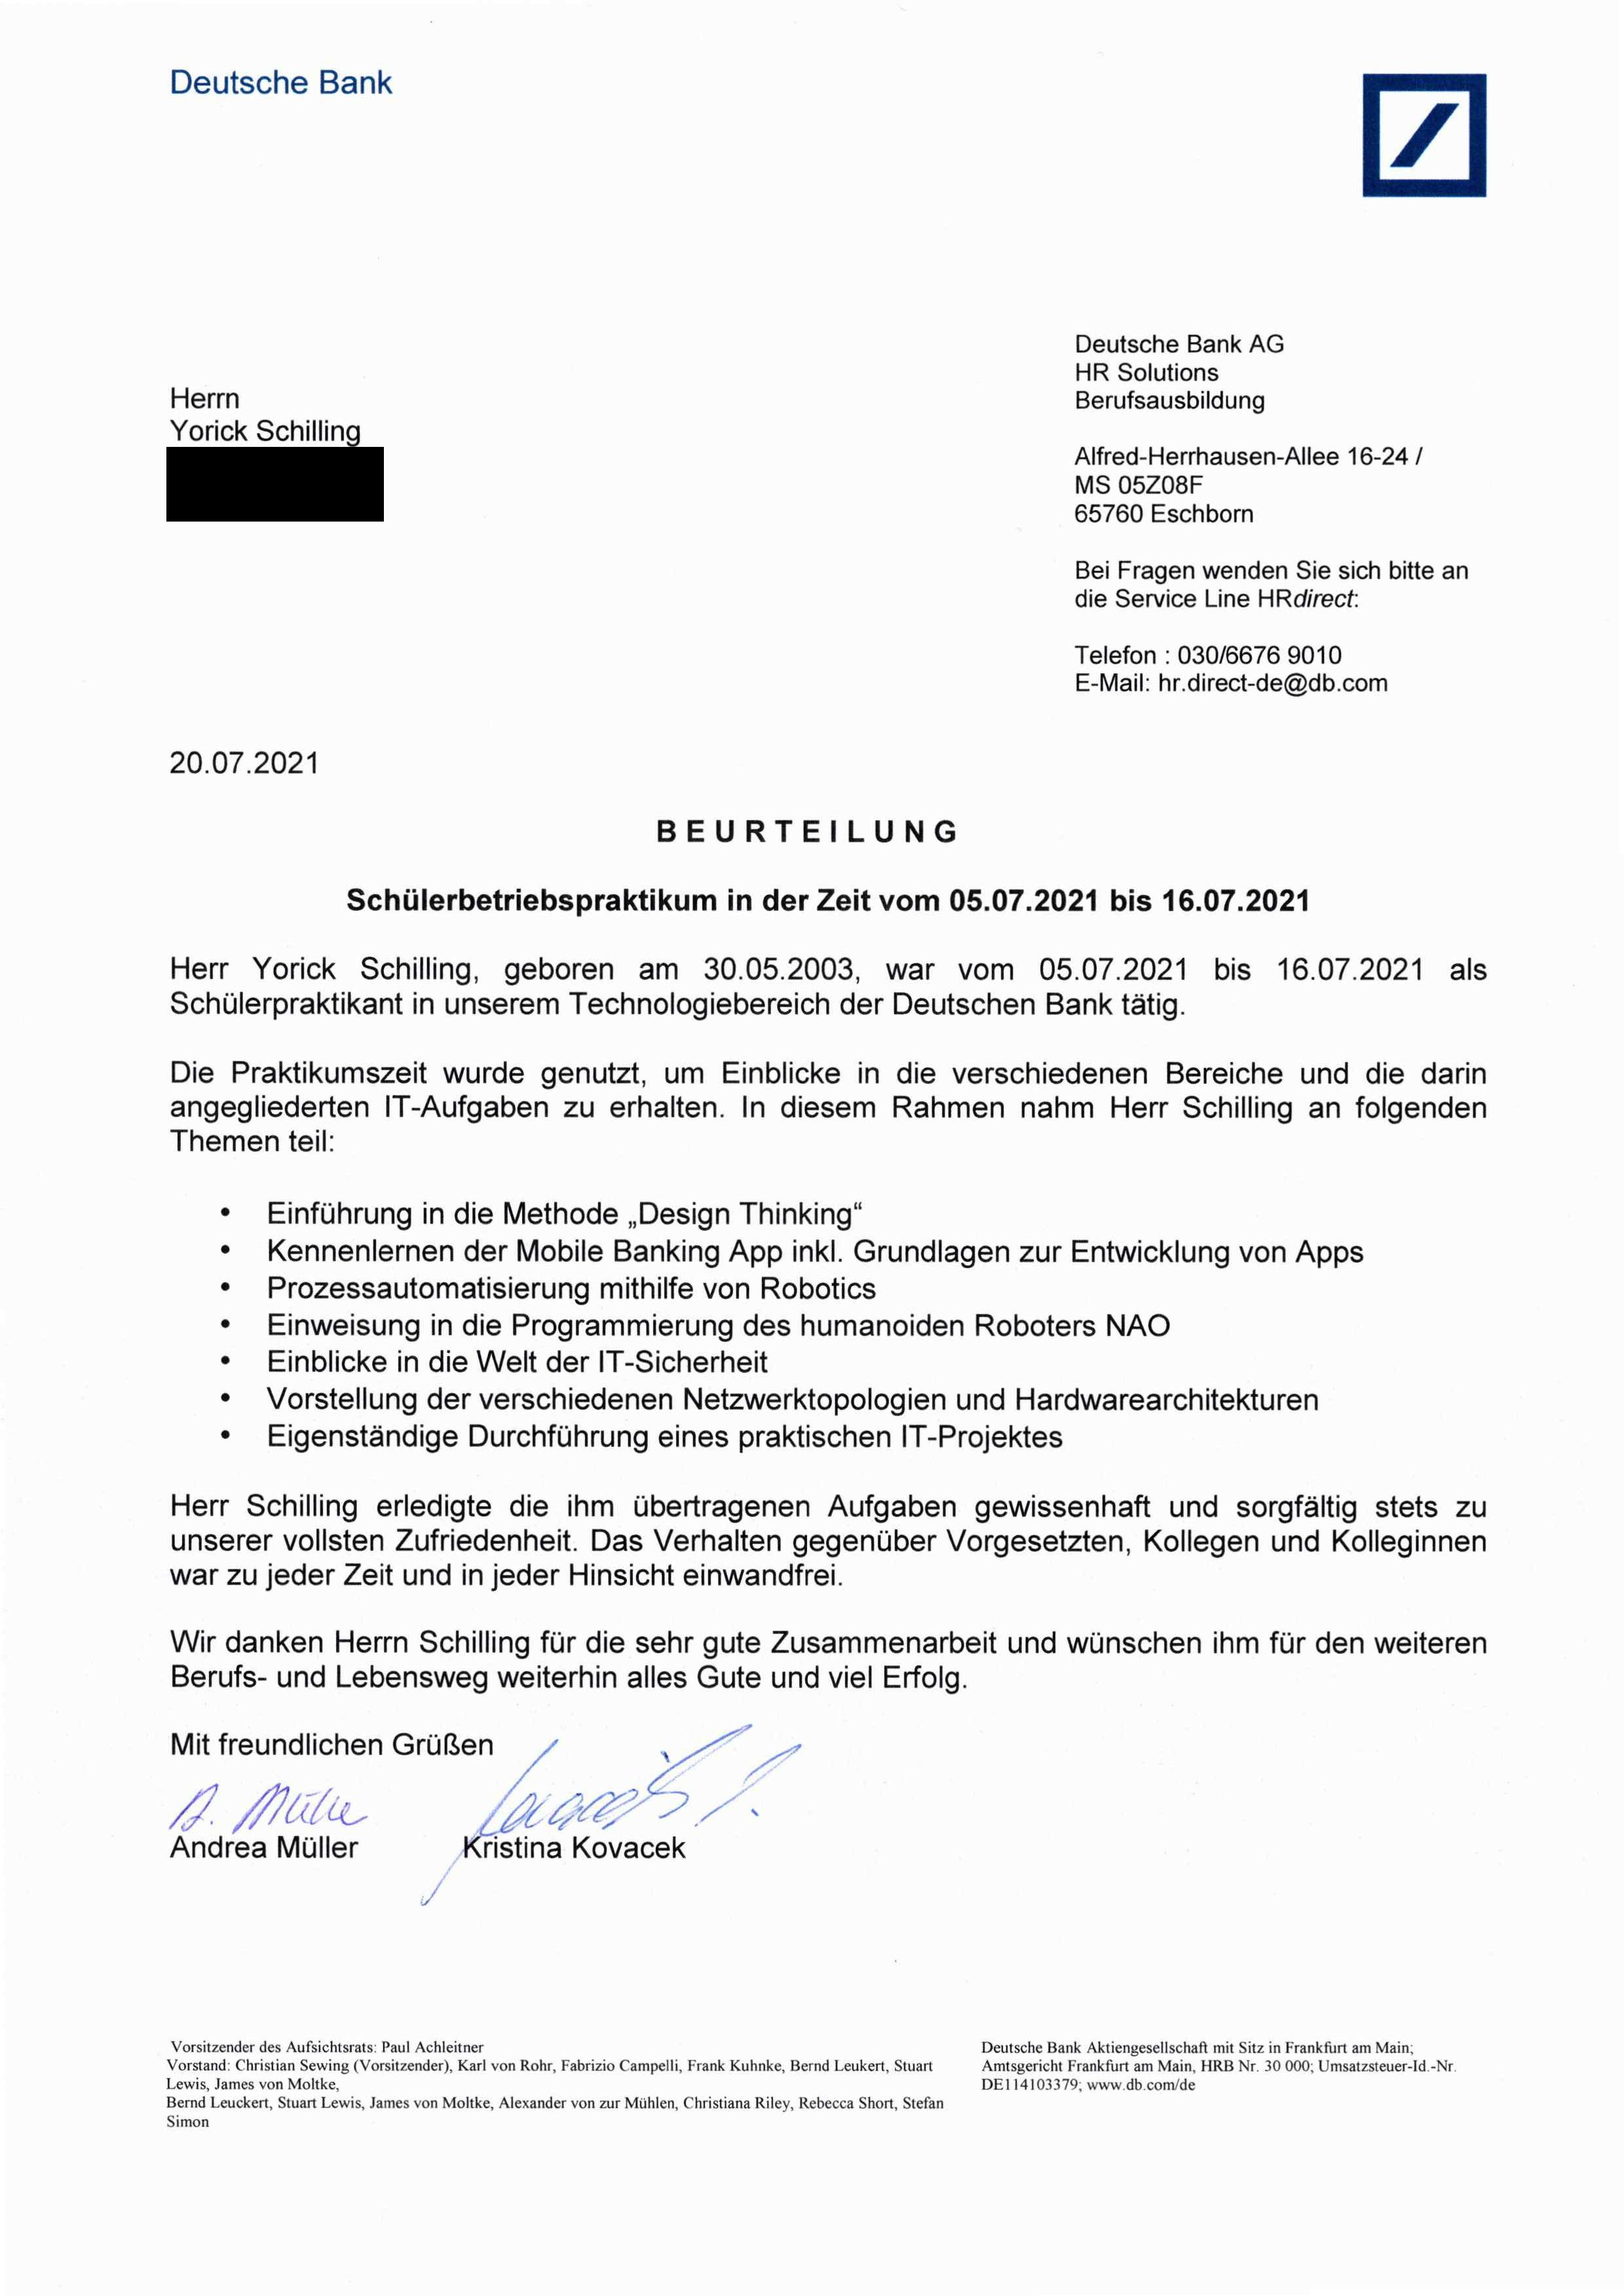 Deutsche Bank
Deutsche Bank AG
HR Solutions
Berufsausbildung
Alfred-Herrhausen-Allee 16-24 /
MS 05Z08F
65760 Eschborn
Bei Fragen wenden Sie sich bitte an
die Service Line HRdirect:
Telefon : 030/6676 9010
E-Mail: hr.direct-de@db.com
Herrn
Yorick Schilling
20.07.2021
BEURTEILUNG
Schülerbetriebspraktikum in der Zeit vom 05.07.2021 bis 16.07.2021
Herr Yorick Schilling, geboren am 30.05.2003, war vom 05.07.2021 bis 16.07.2021 als
Schülerpraktikant in unserem Technologiebereich der Deutschen Bank tätig.
Die Praktikumszeit wurde genutzt, um Einblicke in die verschiedenen Bereiche und die darin
angegliederten IT-Aufgaben zu erhalten. In diesem Rahmen nahm Herr Schilling an folgenden
Themen teil:
• Einführung in die Methode „Design Thinking“
• Kennenlernen der Mobile Banking App inkl. Grundlagen zur Entwicklung von Apps
• Prozessautomatisierung mithilfe von Robotics
• Einweisung in die Programmierung des humanoiden Roboters NAO
• Einblicke in die Welt der IT-Sicherheit
• Vorstellung der verschiedenen Netzwerktopologien und Hardwarearchitekturen
• Eigenständige Durchführung eines praktischen IT-Projektes
Herr Schilling erledigte die ihm übertragenen Aufgaben gewissenhaft und sorgfältig stets zu
unserer vollsten Zufriedenheit. Das Verhalten gegenüber Vorgesetzten, Kollegen und Kolleginnen
war zu jeder Zeit und in jeder Hinsicht einwandfrei.
Wir danken Herrn Schilling für die sehr gute Zusammenarbeit und wünschen ihm für den weiteren
Berufs- und Lebensweg weiterhin alles Gute und viel Erfolg.
Mit freundlichen Grüßen
A. Müller
Andrea Müller Kristina Kovacek
Vorsitzender des Aufsichtsrats: Paul Achleitner
Vorstand: Christian Sewing (Vorsitzender), Karl von Rohr, Fabrizio Campelli, Frank Kuhnke, Bernd Leukert, Stuart
Lewis, James von Moltke,
Bernd Leuckert, Stuart Lewis, James von Moltke, Alexander von zur Mühlen, Christiana Riley, Rebecca Short, Stefan
Simon
Deutsche Bank Aktiengesellschaft mit Sitz in Frankfurt am Main;
Amtsgericht Frankfurt am Main, HRB Nr. 30 000; Umsatzsteuer-Id.-Nr.
DE114103379; www.db.com/de